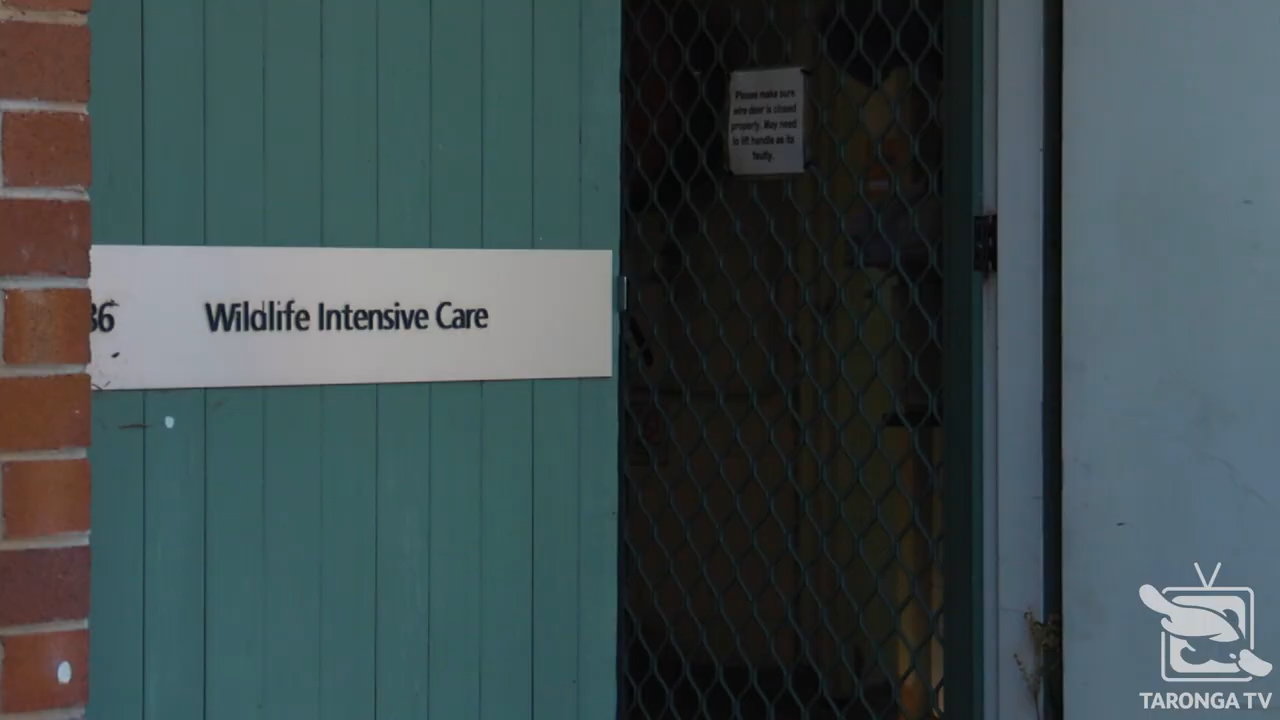 36 Wildlife Intensive Care
Please make sure
wire door is closed
properly. May need
to lift handle as its
faulty.
TARONGA TV